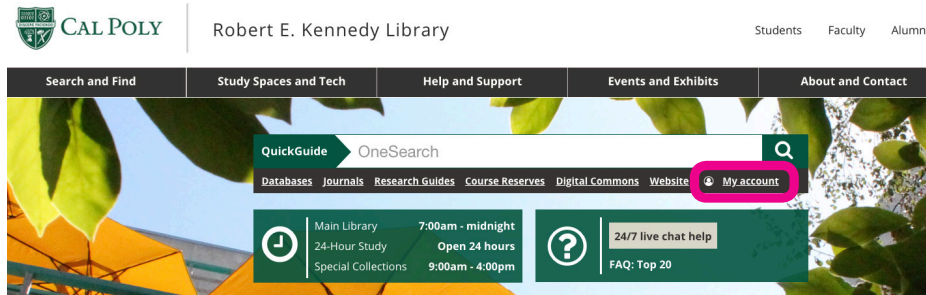 CAL POLY
Robert E. Kennedy Library
Students Faculty Alumn
Search and Find Study Spaces and Tech Help and Support Events and Exhibits About and Contact
QuickGuide OneSearch
Databases Journals Research Guides Course Reserves Digital Commons Website My account
Main Library 7:00am - midnight
24-Hour Study Open 24 hours
Special Collections 9:00am - 4:00pm
24/7 live chat help
FAQ: Top 20